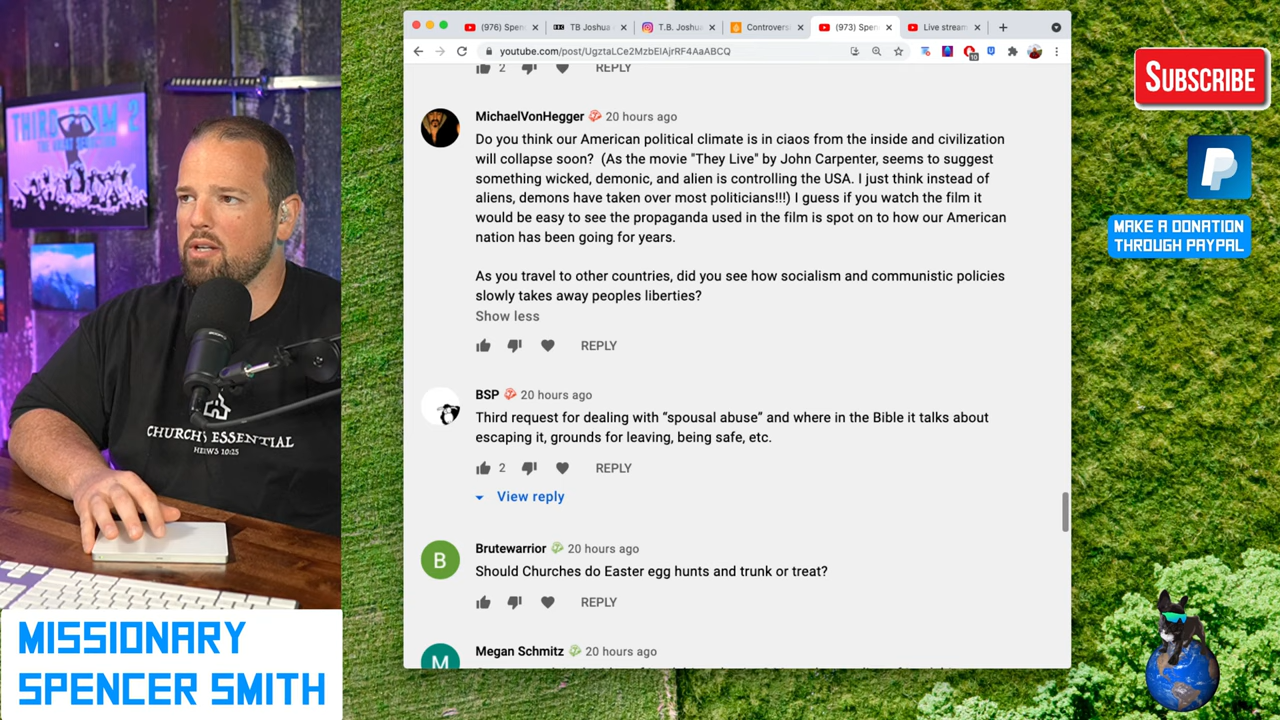 (976) Spen
TB Joshua
T.B. Joshu
Controvers
(973) Spen
Live stream
youtube.com/post/UgztaLCe2MzbElAjrRF4AaABCQ
10
2 REPLY
MichaelVonHegger 20 hours ago
Do you think our American political climate is in ciaos from the inside and civilization
will collapse soon? (As the movie "They Live" by John Carpenter, seems to suggest
something wicked, demonic, and alien is controlling the USA. I just think instead of
aliens, demons have taken over most politicians!!!) I guess if you watch the film it
would be easy to see the propaganda used in the film is spot on to how our American
nation has been going for years.
As you travel to other countries, did you see how socialism and communistic policies
slowly takes away peoples liberties?
Show less
REPLY
BSP 20 hours ago
Third request for dealing with “spousal abuse” and where in the Bible it talks about
escaping it, grounds for leaving, being safe, etc.
2 REPLY
View reply
B
Brutewarrior 20 hours ago
Should Churches do Easter egg hunts and trunk or treat?
REPLY
M
Megan Schmitz 20 hours ago
THIRD ADAM 2
CHURCH IS ESSENTIAL
HEBREWS 10:25
SUBSCRIBE
MAKE A DONATION
THROUGH PAYPAL
MISSIONARY
SPENCER SMITH